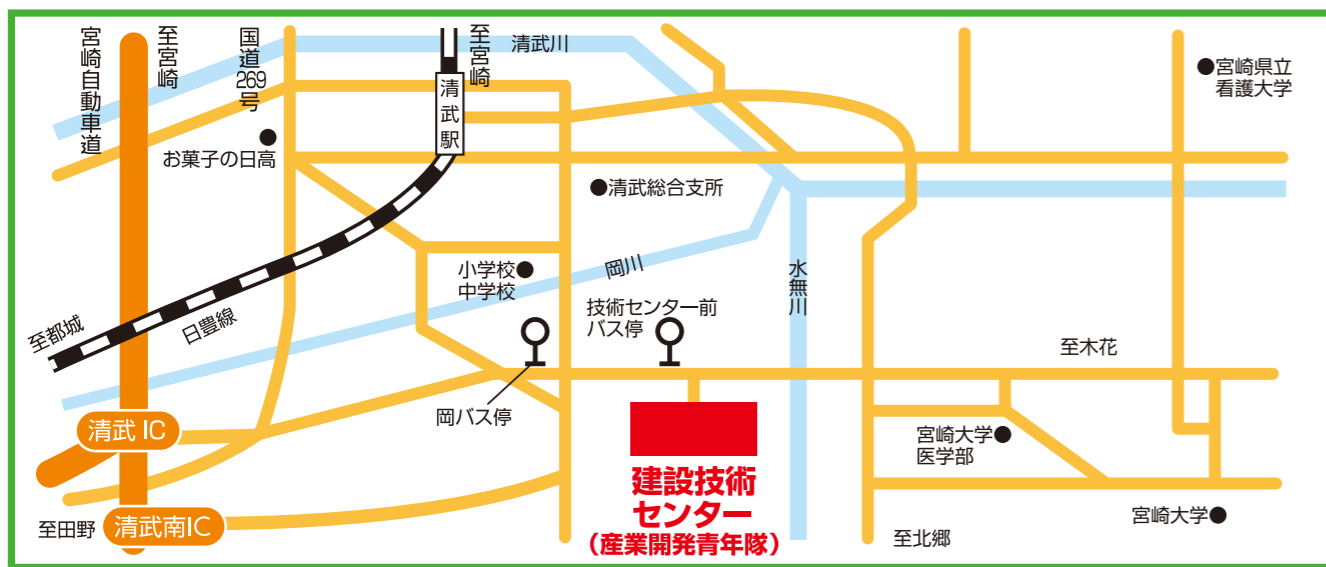 宮崎自動車道
至宮崎
国道269号
至宮崎
清武川
清武駅
宮崎県立
看護大学
お菓子の日高
清武総合支所
小学校
中学校
岡川
水無川
技術センター前
バス停
至都城
日豊線
至木花
岡バス停
清武 IC
宮崎大学
医学部
建設技術
センター
(産業開発青年隊)
至田野
清武南IC
至北郷
宮崎大学